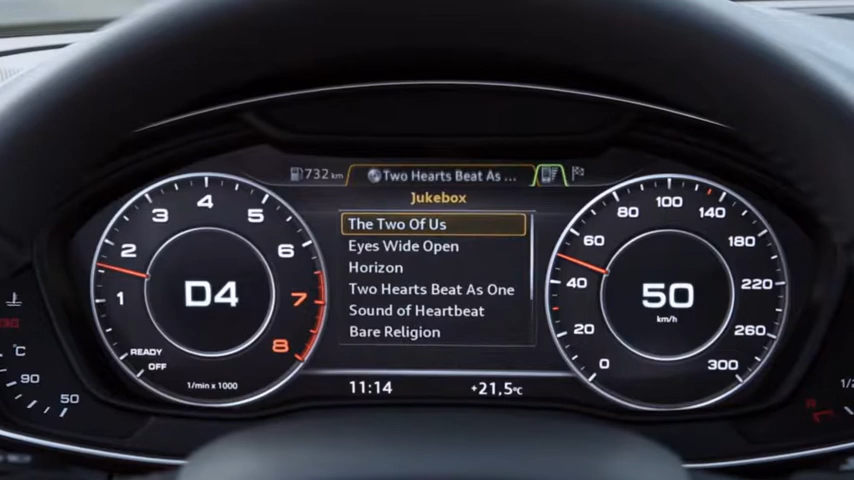 732 km
Two Hearts Beat As ...
Jukebox
The Two Of Us
Eyes Wide Open
Horizon
Two Hearts Beat As One
Sound of Heartbeat
Bare Religion
11:14
+21,5°C
1 2 3 4 5 6 7 8
D4
READY
OFF
1/min x 1000
0 20 40 60 80 100 140 180 220 260 300
50
km/h
°C
90
50
1/2